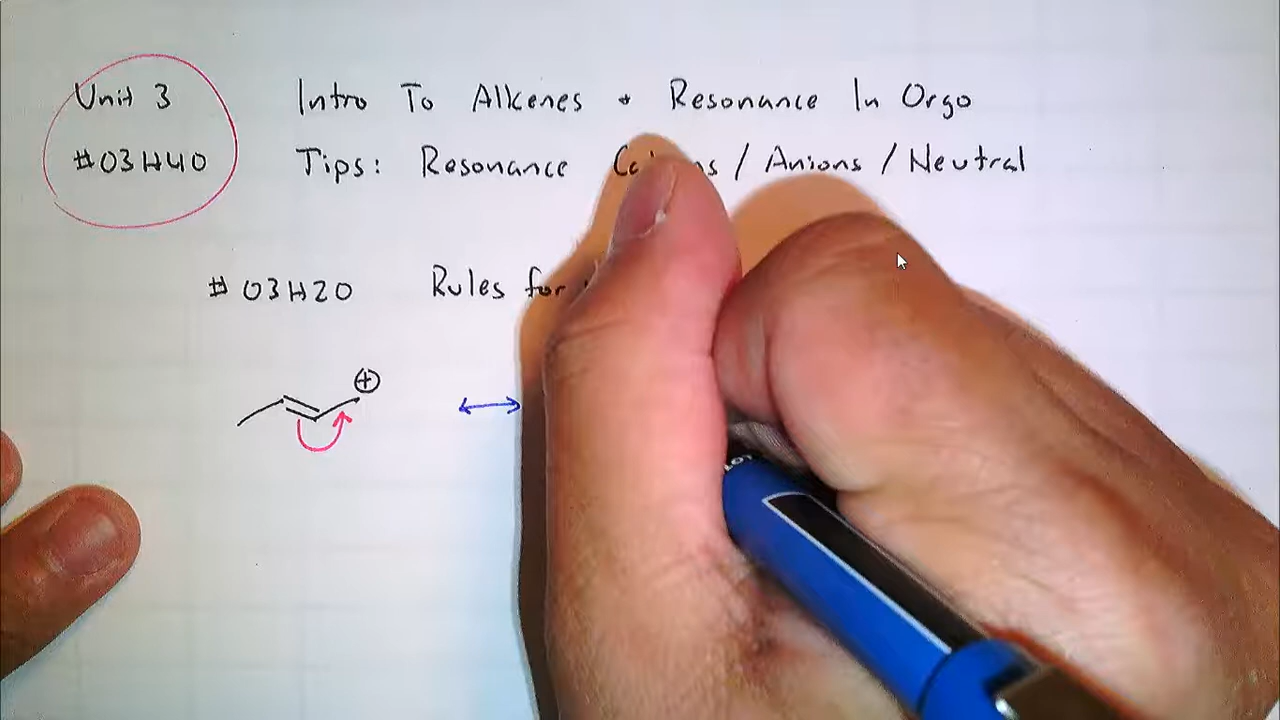 Unit 3 Intro To Alkenes + Resonance In Orgo
#03H40 Tips: Resonance / Anions / Neutral
#03H20 Rules for
+